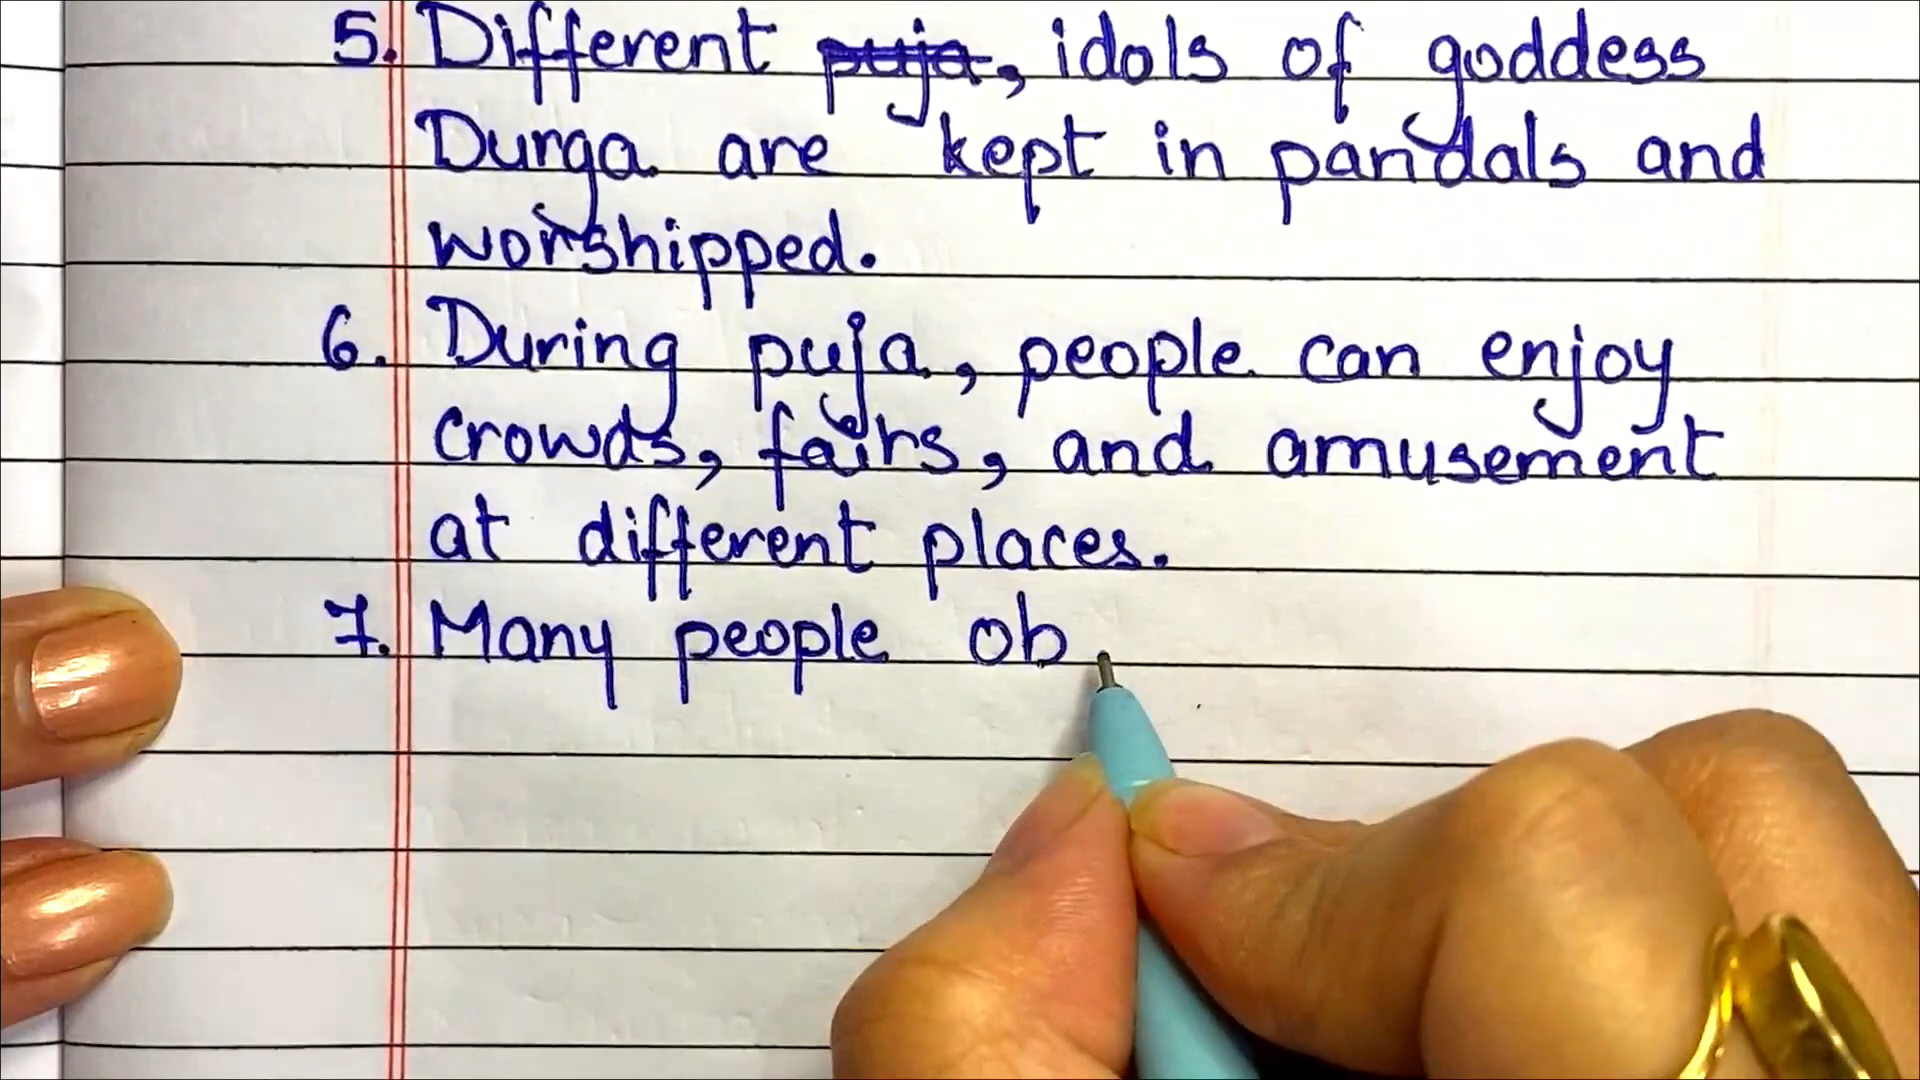 5. Different puja, idols of goddess
Durga are kept in pandals and
worshipped.
6. During puja, people can enjoy
crowds, fairs, and amusement
at different places.
7. Many people ob